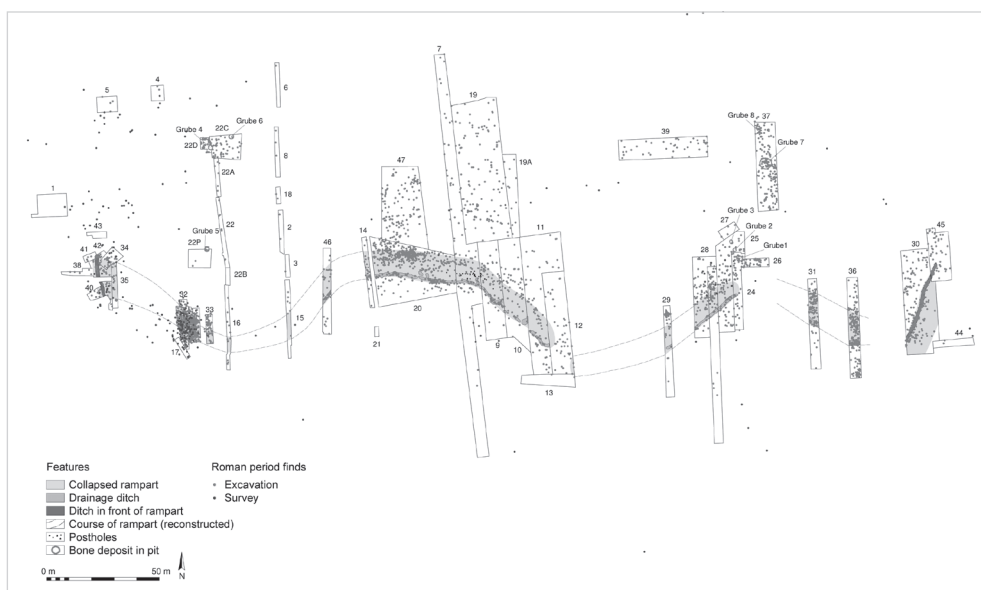 7
4
5
6
19
Grube 8
37
22C
Grube 6
Grube 4
22D
8
39
Grube 7
19A
47
22A
1
18
Grube 3
27
Grube 2
43
2
22
Grube 5
22P
45
42
34
41
14
46
11
25
28
30
Grube1
38
3
26
35
22B
40
4
31
36
24
32
33
29
20
16
15
12
17
21
9
10
44
13
Features
Collapsed rampart
Drainage ditch
Ditch in front of rampart
Course of rampart (reconstructed)
Postholes
Bone deposit in pit
Roman period finds
Excavation
Survey
0 m
50 m
N